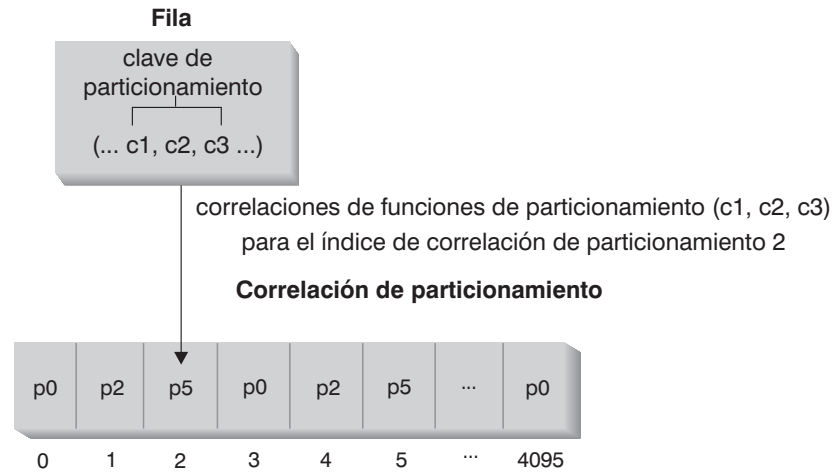 Fila
clave de
particionamiento
(... c1, c2, c3 ...)
correlaciones de funciones de particionamiento (c1, c2, c3)
para el índice de correlación de particionamiento 2
Correlación de particionamiento
p0 p2 p5 p0 p2 p5 ... p0
0 1 2 3 4 5 ... 4095